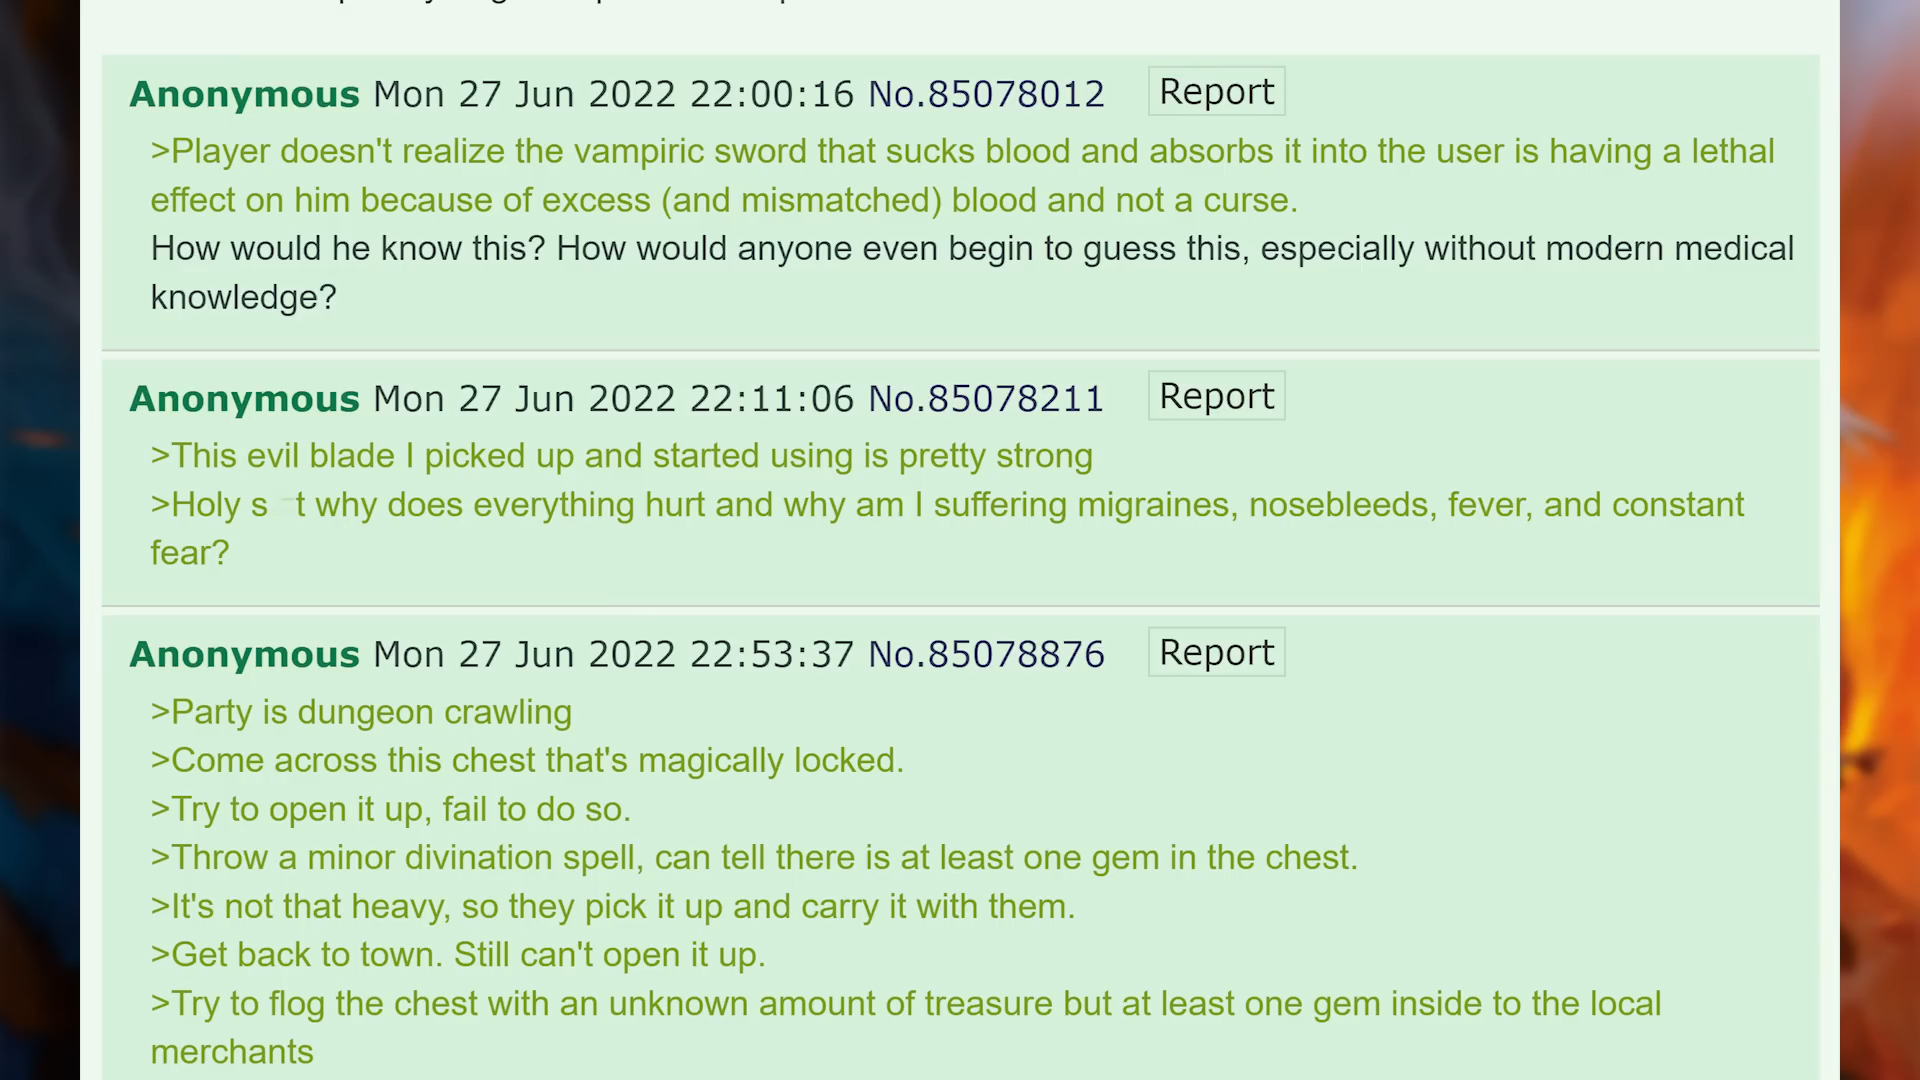 Anonymous Mon 27 Jun 2022 22:00:16 No.85078012 Report
>Player doesn't realize the vampiric sword that sucks blood and absorbs it into the user is having a lethal
effect on him because of excess (and mismatched) blood and not a curse.
How would he know this? How would anyone even begin to guess this, especially without modern medical
knowledge?
Anonymous Mon 27 Jun 2022 22:11:06 No.85078211 Report
>This evil blade I picked up and started using is pretty strong
>Holy s t why does everything hurt and why am I suffering migraines, nosebleeds, fever, and constant
fear?
Anonymous Mon 27 Jun 2022 22:53:37 No.85078876 Report
>Party is dungeon crawling
>Come across this chest that's magically locked.
>Try to open it up, fail to do so.
>Throw a minor divination spell, can tell there is at least one gem in the chest.
>It's not that heavy, so they pick it up and carry it with them.
>Get back to town. Still can't open it up.
>Try to flog the chest with an unknown amount of treasure but at least one gem inside to the local
merchants